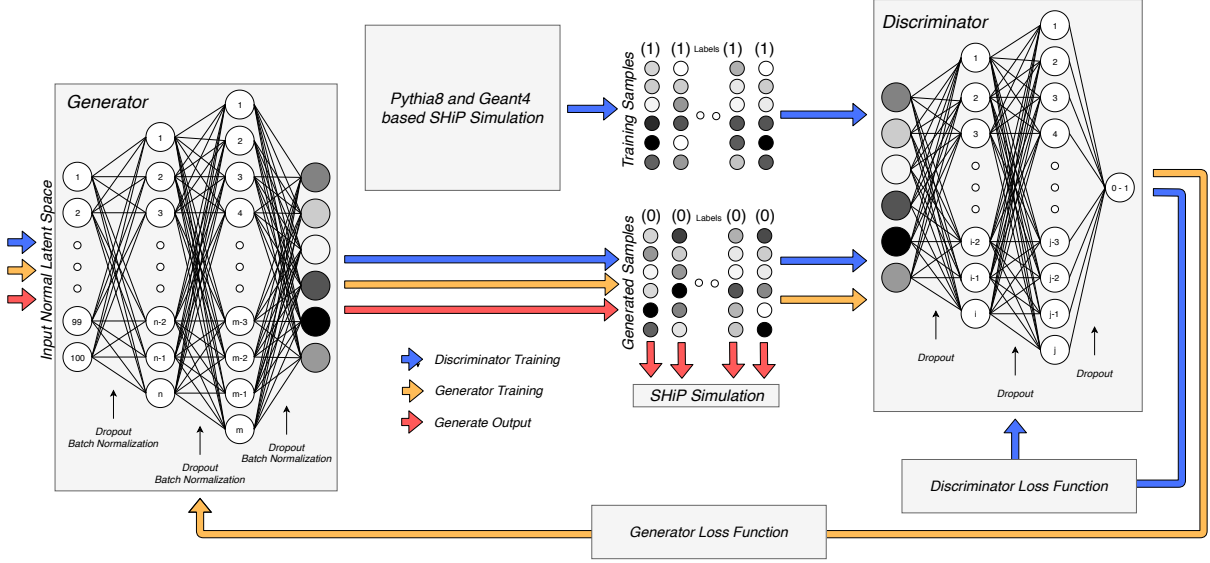 Generator
Input Normal Latent Space
1
2
99
100
1
2
3
n-2
n-1
n
1
2
3
4
m-3
m-2
m-1
m
Dropout
Batch Normalization
Dropout
Batch Normalization
Dropout
Batch Normalization
Pythia8 and Geant4
based SHiP Simulation
Training Samples
(1) (1) Labels (1) (1)
Generated Samples
(0) (0) Labels (0) (0)
SHiP Simulation
Discriminator Training
Generator Training
Generate Output
Discriminator
1
2
3
i-2
i-1
i
1
2
3
4
j-3
j-2
j-1
j
0 - 1
Dropout
Dropout
Dropout
Discriminator Loss Function
Generator Loss Function